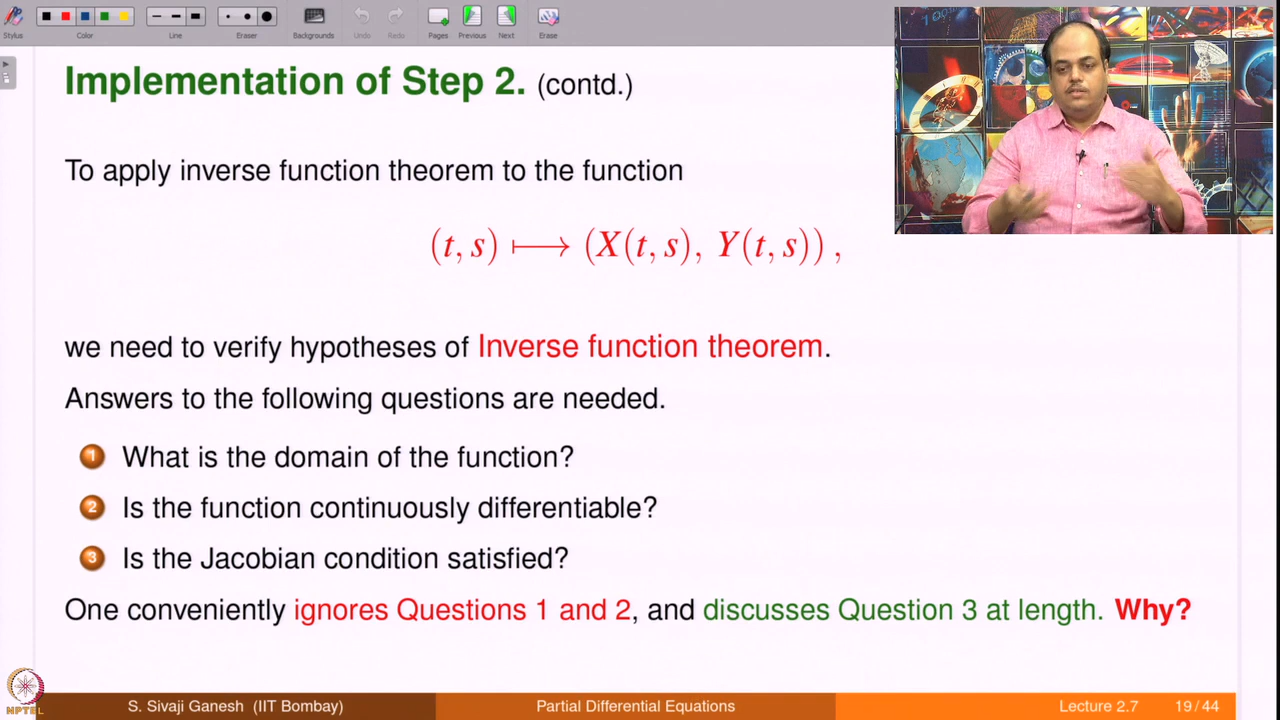 Stylus Color Line Eraser Backgrounds Undo Redo Pages Previous Next Erase
Implementation of Step 2. (contd.)
To apply inverse function theorem to the function
(t, s) ⟼ (X(t, s), Y(t, s)) ,
we need to verify hypotheses of Inverse function theorem.
Answers to the following questions are needed.
1 What is the domain of the function?
2 Is the function continuously differentiable?
3 Is the Jacobian condition satisfied?
One conveniently ignores Questions 1 and 2, and discusses Question 3 at length. Why?
NPTEL
S. Sivaji Ganesh (IIT Bombay) Partial Differential Equations Lecture 2.7 19/44